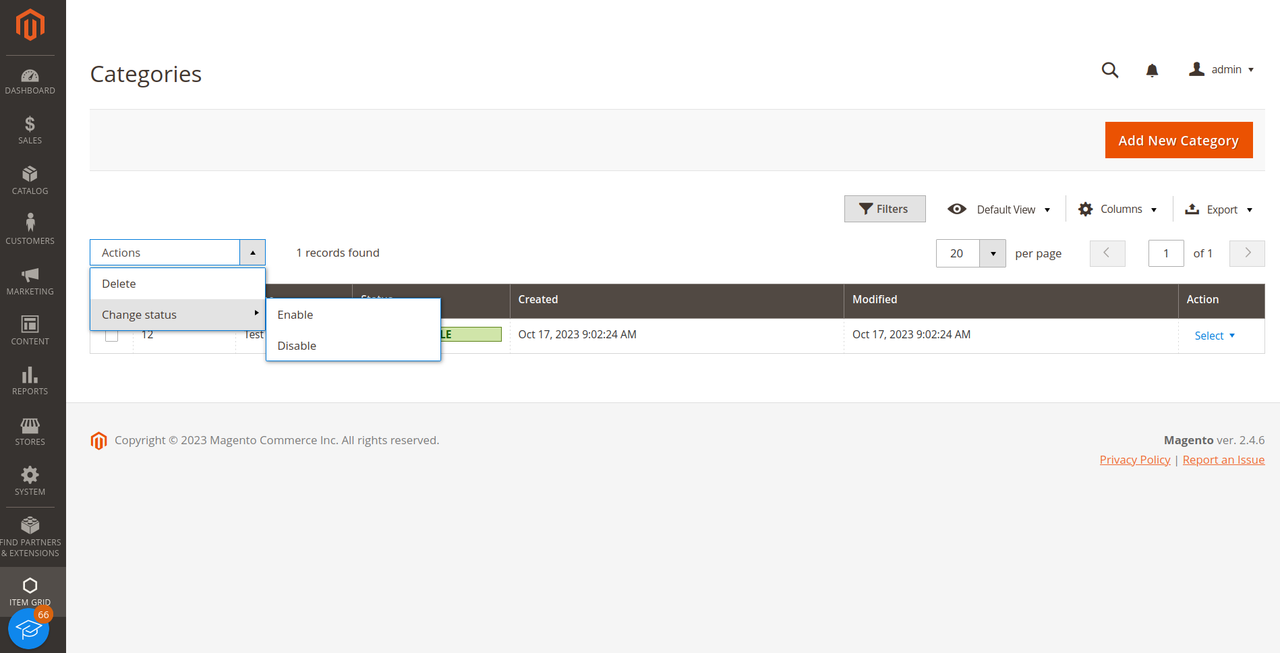 Categories
admin
Add New Category
Filters
Default View
Columns
Export
Actions
1 records found
20
per page
1
of 1
Delete
Change status
Enable
Disable
Created
Modified
Action
12
Test
Oct 17, 2023 9:02:24 AM
Oct 17, 2023 9:02:24 AM
Select
DASHBOARD
SALES
CATALOG
CUSTOMERS
MARKETING
CONTENT
REPORTS
STORES
SYSTEM
FIND PARTNERS
& EXTENSIONS
ITEM GRID
66
Copyright © 2023 Magento Commerce Inc. All rights reserved.
Magento ver. 2.4.6
Privacy Policy | Report an Issue